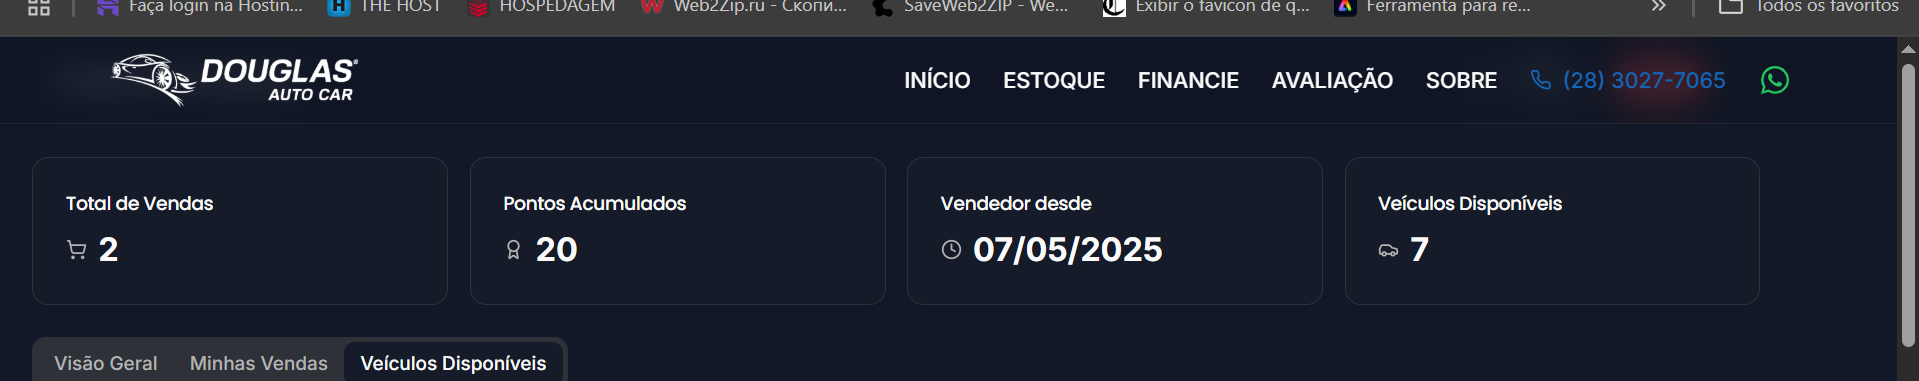 Faça login na Hostin...
THE HOST
HOSPEDAGEM
Web2Zip.ru - Скопи...
SaveWeb2ZIP - We...
Exibir o favicon de q...
Ferramenta para re...
Todos os favoritos
DOUGLAS®
AUTO CAR
INÍCIO
ESTOQUE
FINANCIE
AVALIAÇÃO
SOBRE
(28) 3027-7065
Total de Vendas
2
Pontos Acumulados
20
Vendedor desde
07/05/2025
Veículos Disponíveis
7
Visão Geral
Minhas Vendas
Veículos Disponíveis